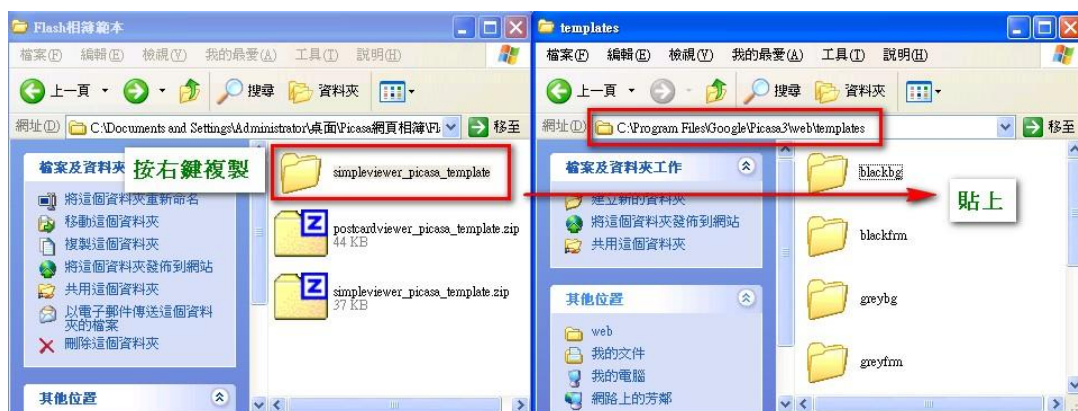 Flash相簿範本
檔案(F) 編輯(E) 檢視(V) 我的最愛(A) 工具(T) 說明(H)
上一頁 搜尋 資料夾
網址(D) C:\Documents and Settings\Administrator\桌面\Picasa網頁相簿\Fl 移至
檔案及資料夾
按右鍵複製
將這個資料夾重新命名
移動這個資料夾
複製這個資料夾
將這個資料夾發佈到網站
共用這個資料夾
以電子郵件傳送這個資料
夾的檔案
刪除這個資料夾
其他位置
simpleviewer_picasa_template
postcardviewer_picasa_template.zip
44 KB
simpleviewer_picasa_template.zip
37 KB
templates
檔案(F) 編輯(E) 檢視(V) 我的最愛(A) 工具(T) 說明(H)
上一頁 搜尋 資料夾
網址(D) C:\Program Files\Google\Picasa3\web\templates 移至
檔案及資料夾工作
建立新的資料夾
將這個資料夾發佈到網站
共用這個資料夾
其他位置
web
我的文件
我的電腦
網路上的芳鄰
blackbg
貼上
blackfrm
greybg
greyfrm